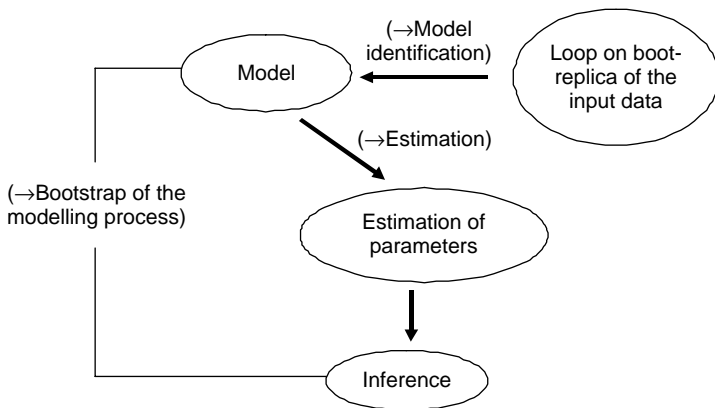 (→Model
identification)
Loop on boot-
replica of the
input data
Model
(→Estimation)
(→Bootstrap of the
modelling process)
Estimation of
parameters
Inference